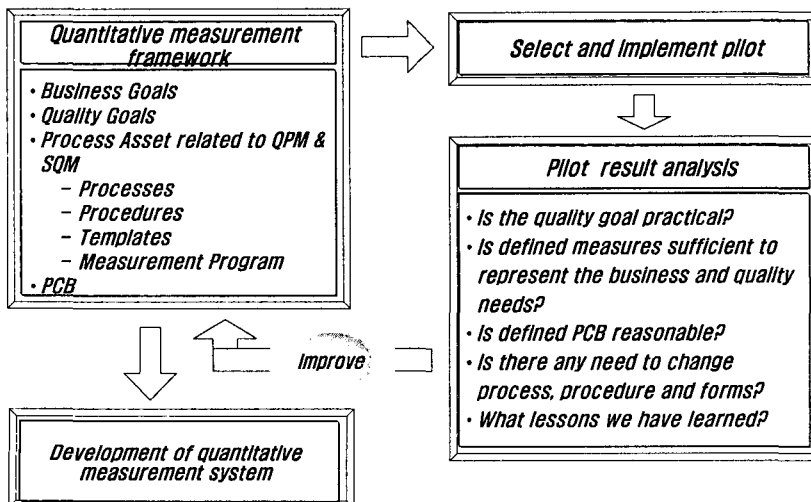 Quantitative measurement
framework
• Business Goals
• Quality Goals
• Process Asset related to QPM &
SQM
– Processes
– Procedures
– Templates
– Measurement Program
• PCB
Select and implement pilot
Pilot result analysis
• Is the quality goal practical?
• Is defined measures sufficient to
represent the business and quality
needs?
• Is defined PCB reasonable?
• Is there any need to change
process, procedure and forms?
• What lessons we have learned?
Improve
Development of quantitative
measurement system